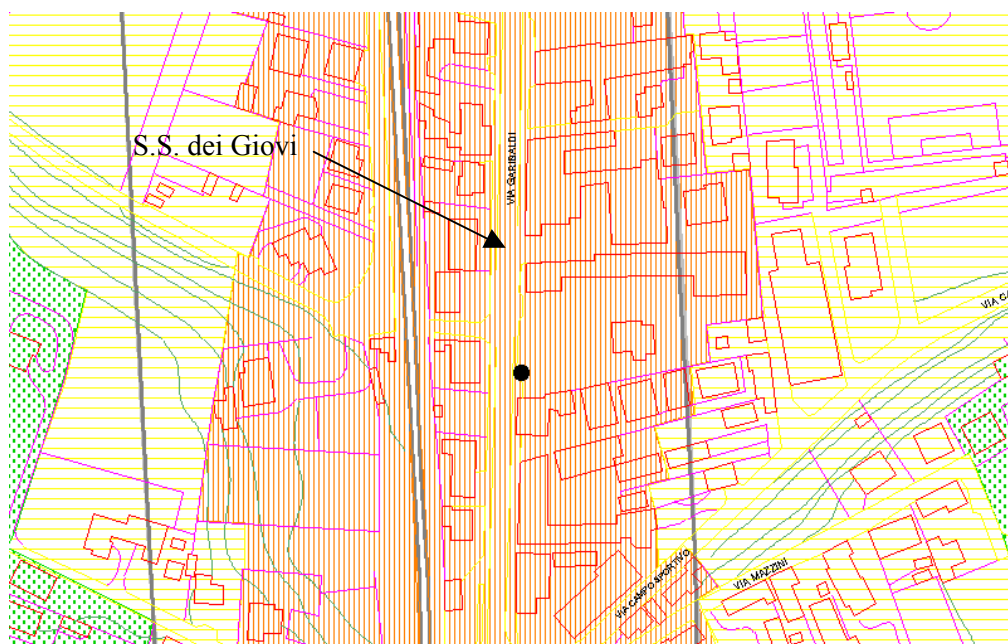 S.S. dei Giovi
VIA GARIBALDI
VIA CA
VIA CAMPO SPORTIVO
VIA MAZZINI